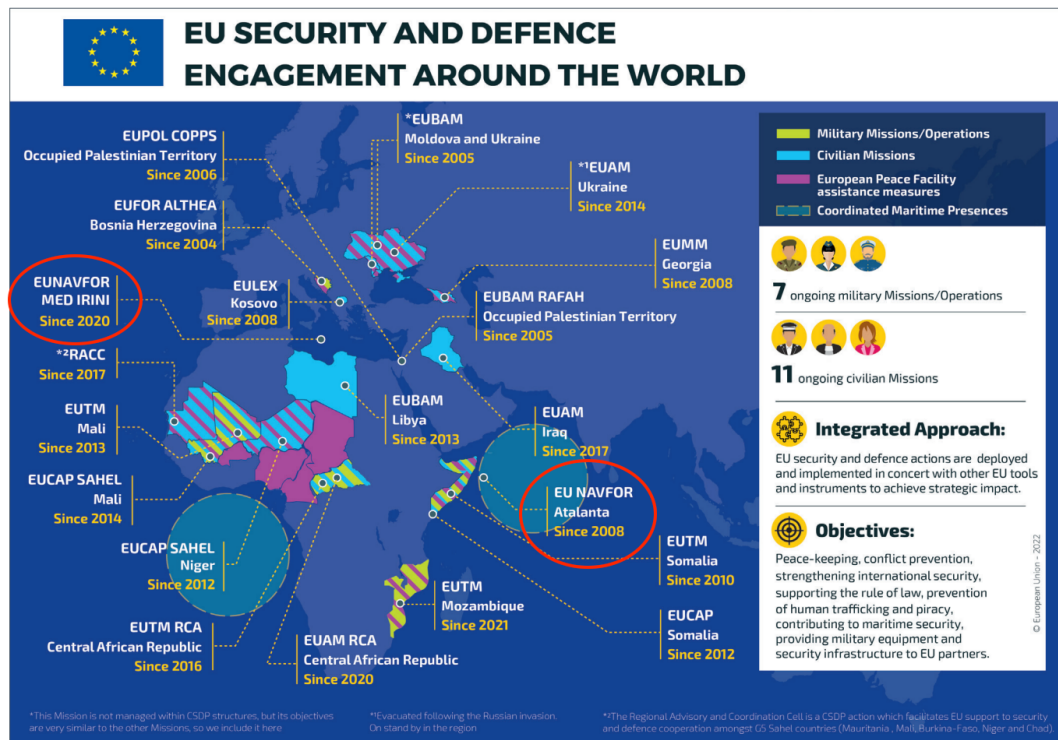 EU SECURITY AND DEFENCE
ENGAGEMENT AROUND THE WORLD
EUPOL COPPS
Occupied Palestinian Territory
Since 2006
*EUBAM
Moldova and Ukraine
Since 2005
*¹EUAM
Ukraine
Since 2014
EUFOR ALTHEA
Bosnia Herzegovina
Since 2004
EUNAVFOR
MED IRINI
Since 2020
EULEX
Kosovo
Since 2008
EUMM
Georgia
Since 2008
EUBAM RAFAH
Occupied Palestinian Territory
Since 2005
*²RACC
Since 2017
EUTM
Mali
Since 2013
EUBAM
Libya
Since 2013
EUAM
Iraq
Since 2017
EUCAP SAHEL
Mali
Since 2014
EU NAVFOR
Atalanta
Since 2008
EUCAP SAHEL
Niger
Since 2012
EUTM
Somalia
Since 2010
EUTM
Mozambique
Since 2021
EUCAP
Somalia
Since 2012
EUTM RCA
Central African Republic
Since 2016
EUAM RCA
Central African Republic
Since 2020
Military Missions/Operations
Civilian Missions
European Peace Facility
assistance measures
Coordinated Maritime Presences
7 ongoing military Missions/Operations
11 ongoing civilian Missions
Integrated Approach:
EU security and defence actions are deployed
and implemented in concert with other EU tools
and instruments to achieve strategic impact.
Objectives:
Peace-keeping, conflict prevention,
strengthening international security,
supporting the rule of law, prevention
of human trafficking and piracy,
contributing to maritime security,
providing military equipment and
security infrastructure to EU partners.
© European Union - 2022
*This Mission is not managed within CSDP structures, but its objectives
are very similar to the other Missions, so we include it here
*¹Evacuated following the Russian invasion.
On stand by in the region
*²The Regional Advisory and Coordination Cell is a CSDP action which facilitates EU support to security
and defence cooperation amongst G5 Sahel countries (Mauritania , Mali, Burkina-Faso, Niger and Chad)